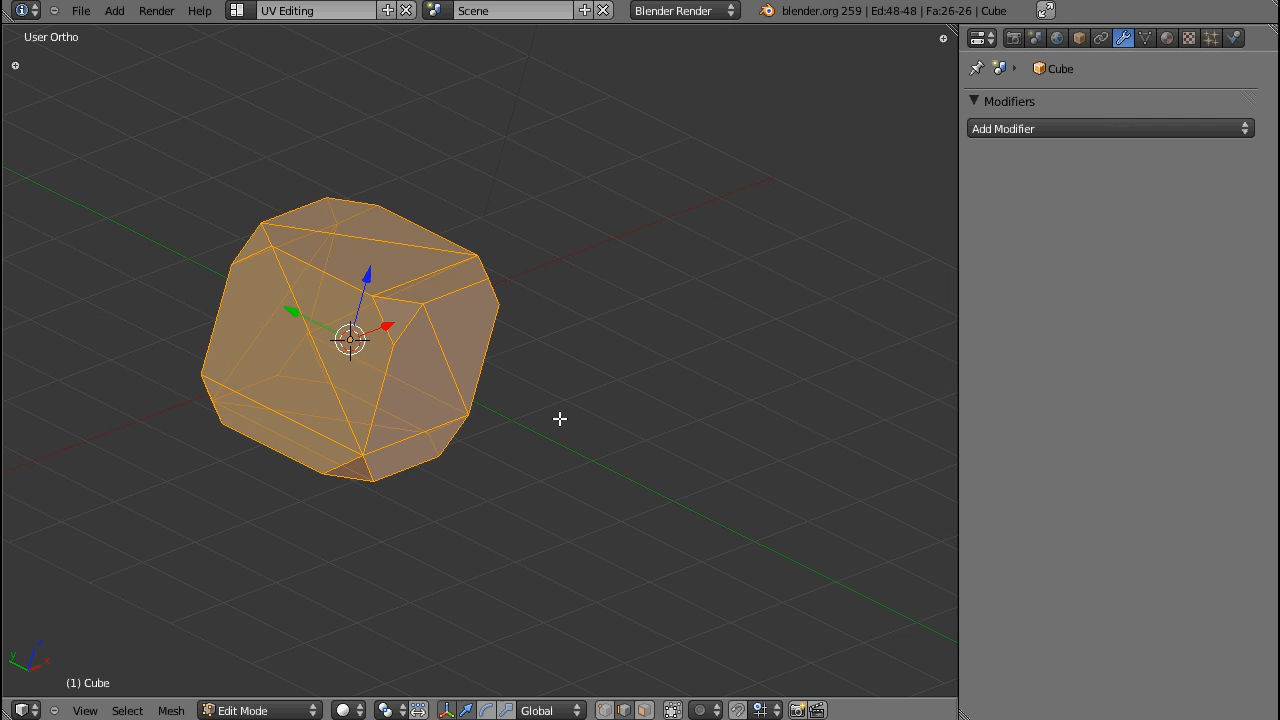 File Add Render Help UV Editing Scene Blender Render blender.org 259 | Ed:48-48 | Fa:26-26 | Cube
User Ortho
Cube
Modifiers
Add Modifier
y x
(1) Cube
View Select Mesh Edit Mode Global